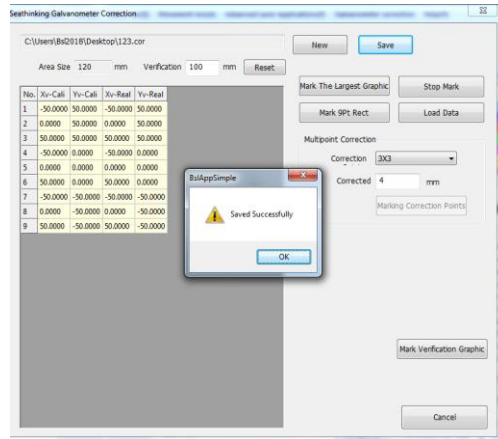 Seathinking Galvanometer Correction
C:\Users\Bsl2018\Desktop\123.cor
New
Save
Area Size 120 mm Verification 100 mm Reset
Mark The Largest Graphic
Stop Mark
Mark 9Pt Rect
Load Data
No. Xv-Cali Yv-Cali Xv-Real Yv-Real
1 -50.0000 50.0000 -50.0000 50.0000
2 0.0000 50.0000 0.0000 50.0000
3 50.0000 50.0000 50.0000 50.0000
4 -50.0000 0.0000 -50.0000 0.0000
5 0.0000 0.0000 0.0000 0.0000
6 50.0000 0.0000 50.0000 0.0000
7 -50.0000 -50.0000 -50.0000 -50.0000
8 0.0000 -50.0000 0.0000 -50.0000
9 50.0000 -50.0000 50.0000 -50.0000
Multipoint Correction
Correction 3X3
Corrected 4 mm
Marking Correction Points
BslAppSimple
Saved Successfully
OK
Mark Verification Graphic
Cancel